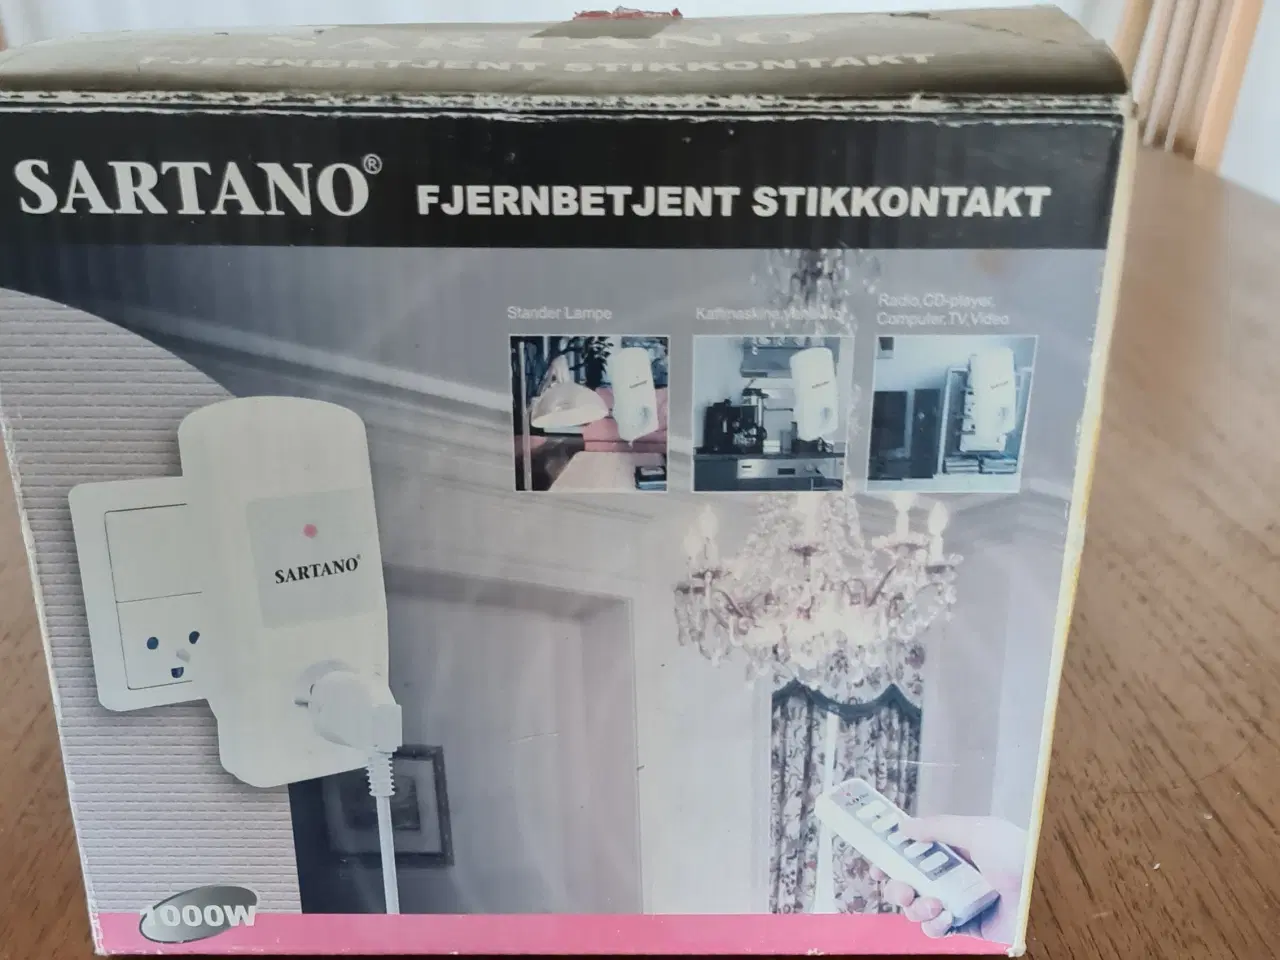 SARTANO
FJERNBETJENT STIKKONTAKT
SARTANO® FJERNBETJENT STIKKONTAKT
Stander Lampe
Radio,CD-player,
Computer,TV,Video
SARTANO®
1000W